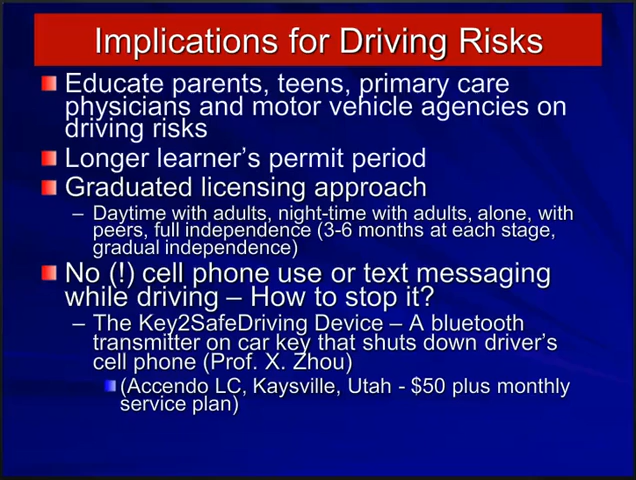 Implications for Driving Risks
Educate parents, teens, primary care
physicians and motor vehicle agencies on
driving risks
Longer learner's permit period
Graduated licensing approach
– Daytime with adults, night-time with adults, alone, with
peers, full independence (3-6 months at each stage,
gradual independence)
No (!) cell phone use or text messaging
while driving – How to stop it?
– The Key2SafeDriving Device – A bluetooth
transmitter on car key that shuts down driver's
cell phone (Prof. X. Zhou)
(Accendo LC, Kaysville, Utah - $50 plus monthly
service plan)